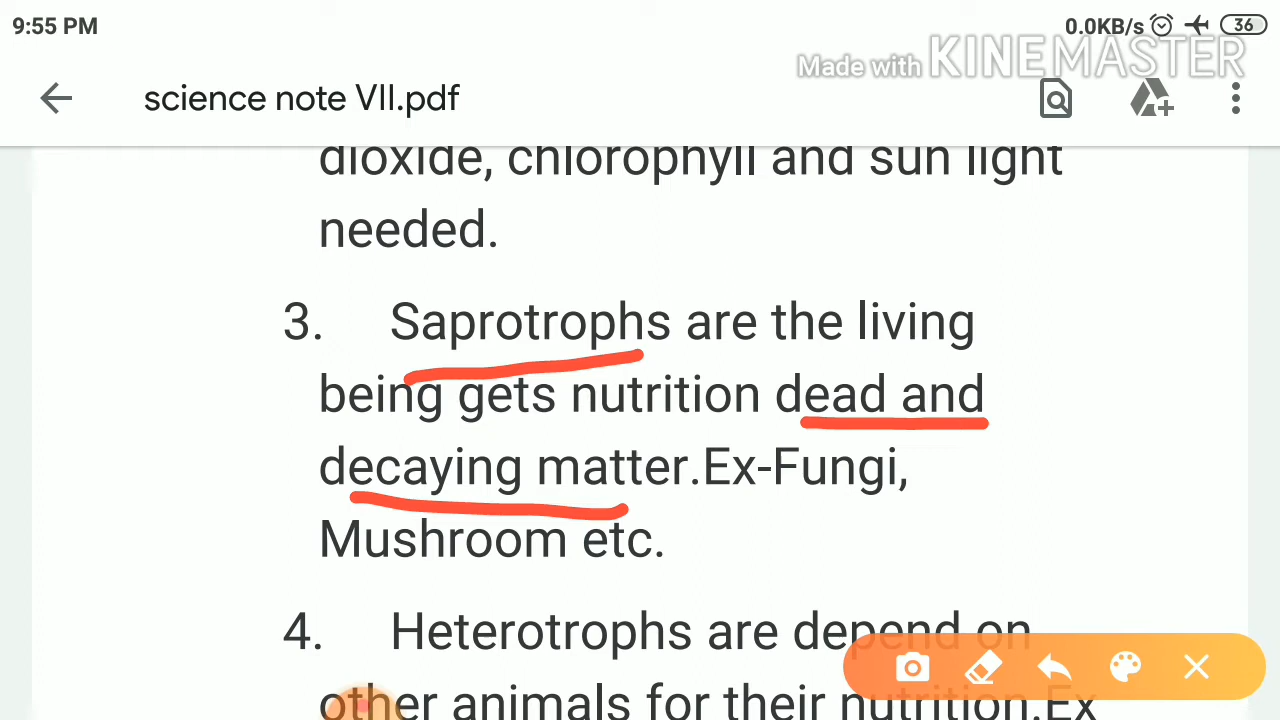 9:55 PM
0.0KB/s
36
Made with KINEMASTER
science note VII.pdf
dioxide, chlorophyll and sun light
needed.
3. Saprotrophs are the living
being gets nutrition dead and
decaying matter.Ex-Fungi,
Mushroom etc.
4. Heterotrophs are depend on
other animals for their nutrition.Ex